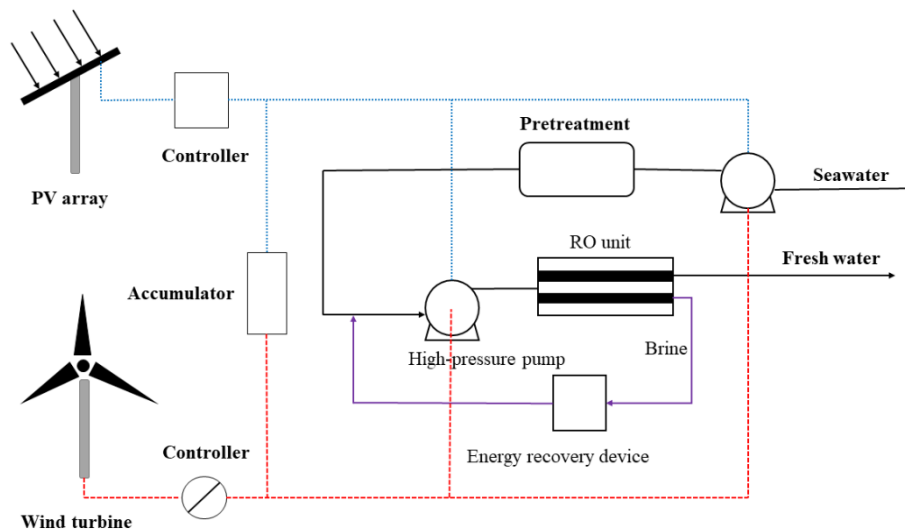 Pretreatment
Controller
Seawater
PV array
RO unit
Fresh water
Accumulator
High-pressure pump
Brine
Controller
Energy recovery device
Wind turbine